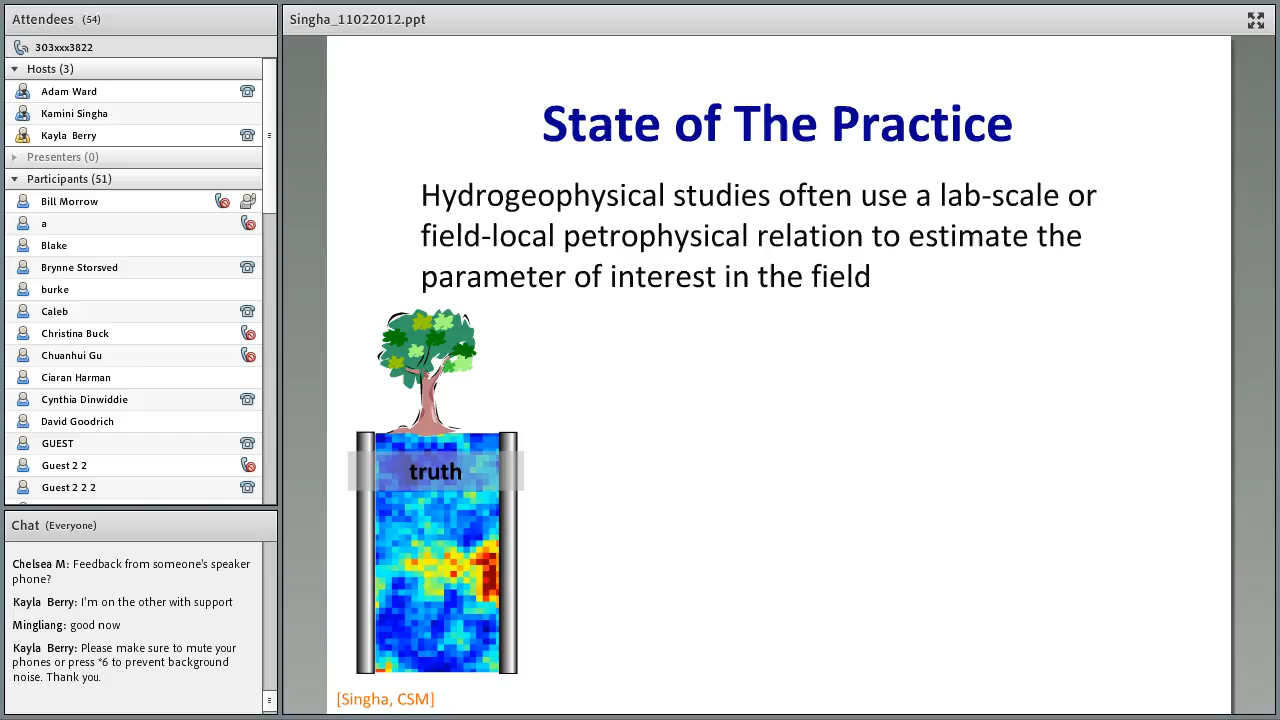 Attendees (54)
303xxx3822
Hosts (3)
Adam Ward
Kamini Singha
Kayla Berry
Presenters (0)
Participants (51)
Bill Morrow
a
Blake
Brynne Storsved
burke
Caleb
Christina Buck
Chuanhui Gu
Ciaran Harman
Cynthia Dinwiddie
David Goodrich
GUEST
Guest 2 2
Guest 2 2 2
Chat (Everyone)
Chelsea M: Feedback from someone's speaker
phone?
Kayla Berry: I'm on the other with support
Mingliang: good now
Kayla Berry: Please make sure to mute your
phones or press *6 to prevent background
noise. Thank you.
Singha_11022012.ppt
State of The Practice
Hydrogeophysical studies often use a lab-scale or
field-local petrophysical relation to estimate the
parameter of interest in the field
truth
[Singha, CSM]